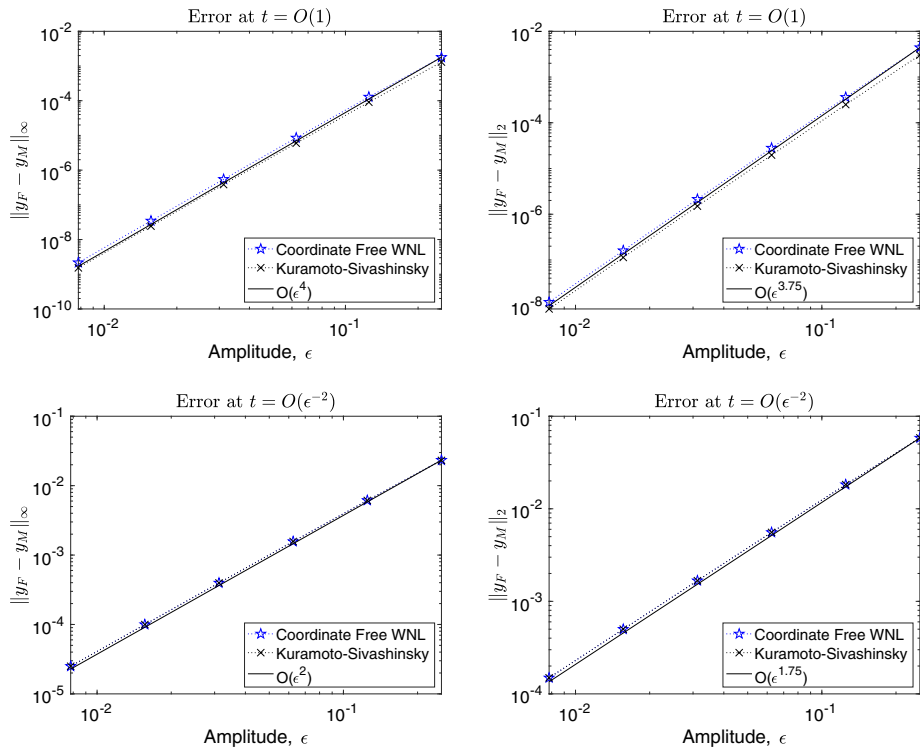 Error at t = O(1)
||y_F − y_M||_∞
10^-2
10^-4
10^-6
10^-8
10^-10
Coordinate Free WNL
Kuramoto-Sivashinsky
O(ϵ^4)
10^-2
10^-1
Amplitude, ϵ
Error at t = O(1)
||y_F − y_M||_2
10^-2
10^-4
10^-6
10^-8
Coordinate Free WNL
Kuramoto-Sivashinsky
O(ϵ^3.75)
10^-2
10^-1
Amplitude, ϵ
Error at t = O(ϵ^-2)
||y_F − y_M||_∞
10^-1
10^-2
10^-3
10^-4
10^-5
Coordinate Free WNL
Kuramoto-Sivashinsky
O(ϵ^2)
10^-2
10^-1
Amplitude, ϵ
Error at t = O(ϵ^-2)
||y_F − y_M||_2
10^-1
10^-2
10^-3
10^-4
Coordinate Free WNL
Kuramoto-Sivashinsky
O(ϵ^1.75)
10^-2
10^-1
Amplitude, ϵ